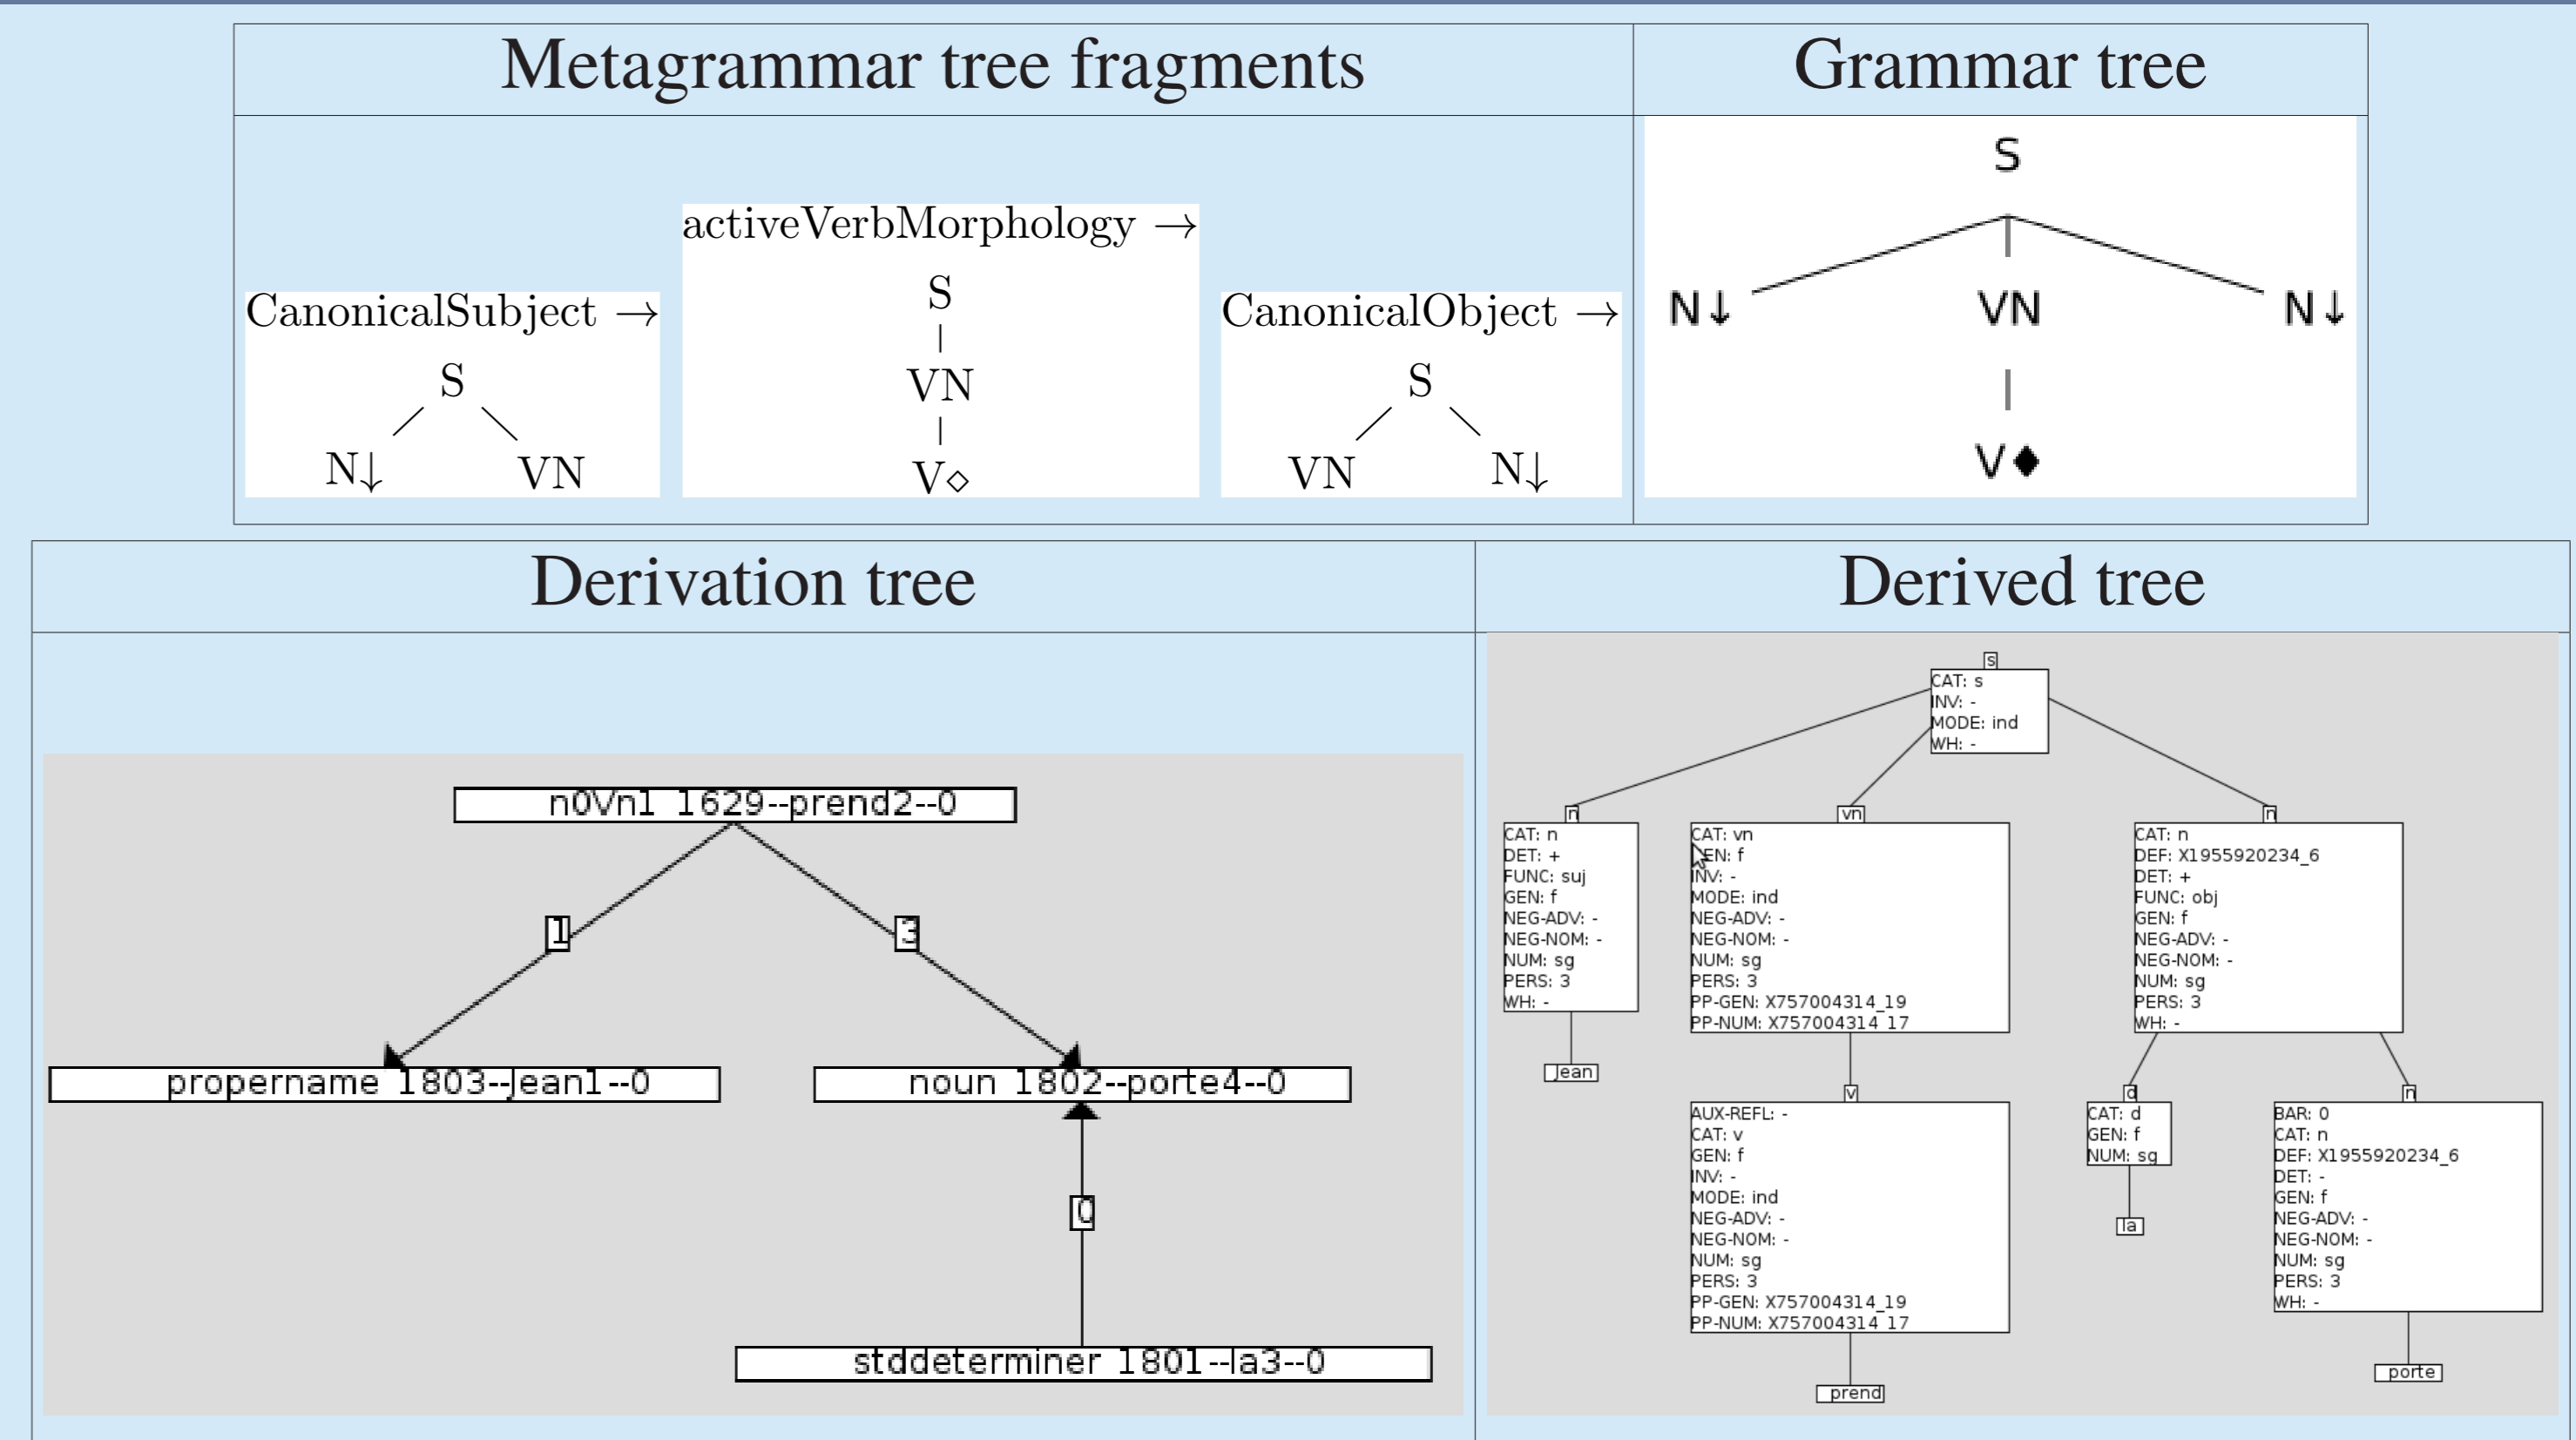 Metagrammar tree fragments
Grammar tree
CanonicalSubject →
S
N↓ VN
activeVerbMorphology →
S
VN
V◇
CanonicalObject →
S
VN N↓
S
N↓ VN N↓
V◆
Derivation tree
Derived tree
n0Vn1 1629--prend2--0
1
3
propername 1803--Jean1--0
noun 1802--porte4--0
0
stddeterminer 1801--la3--0
s
CAT: s
INV: -
MODE: ind
WH: -
n
CAT: n
DET: +
FUNC: suj
GEN: f
NEG-ADV: -
NEG-NOM: -
NUM: sg
PERS: 3
WH: -
Jean
vn
CAT: vn
EN: f
INV: -
MODE: ind
NEG-ADV: -
NEG-NOM: -
NUM: sg
PERS: 3
PP-GEN: X757004314_19
PP-NUM: X757004314_17
v
AUX-REFL: -
CAT: v
GEN: f
INV: -
MODE: ind
NEG-ADV: -
NEG-NOM: -
NUM: sg
PERS: 3
PP-GEN: X757004314_19
PP-NUM: X757004314_17
prend
n
CAT: n
DEF: X1955920234_6
DET: +
FUNC: obj
GEN: f
NEG-ADV: -
NEG-NOM: -
NUM: sg
PERS: 3
WH: -
d
CAT: d
GEN: f
NUM: sg
la
n
BAR: 0
CAT: n
DEF: X1955920234_6
DET: -
GEN: f
NEG-ADV: -
NEG-NOM: -
NUM: sg
PERS: 3
WH: -
porte